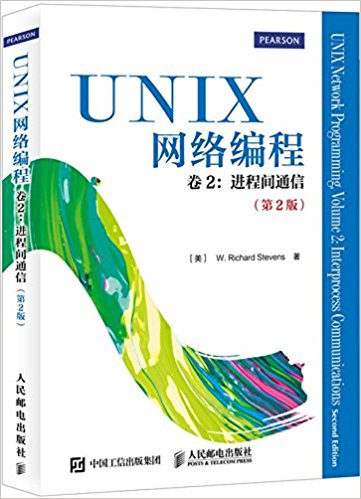 PEARSON
UNIX
网络编程
卷2：进程间通信
（第2版）
[美] W. Richard Stevens 著
中国工信出版集团
人民邮电出版社
POSTS & TELECOM PRESS
UNIX Network Programming Volume 2: Interprocess Communications Second Edition
PEARSON
UNIX网络编程
卷2：进程间通信
（第2版）
人民邮电出版社